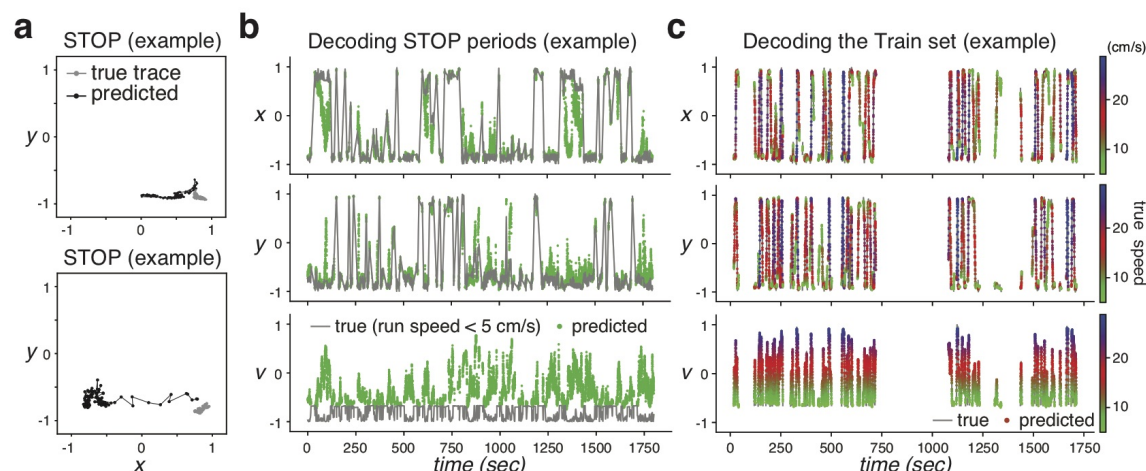 a
STOP (example)
1
true trace
predicted
y
0
-1
-1
0
1
STOP (example)
1
y
0
-1
-1
0
1
x
b
Decoding STOP periods (example)
1
x
0
-1
1
y
0
-1
1
true (run speed < 5 cm/s)
predicted
v
0
-1
0
250
500
750
1000
1250
1500
1750
time (sec)
c
Decoding the Train set (example)
(cm/s)
1
x
0
-1
20
10
1
y
0
-1
20
10
true speed
1
v
0
-1
true
predicted
20
10
0
250
500
750
1000
1250
1500
1750
time (sec)